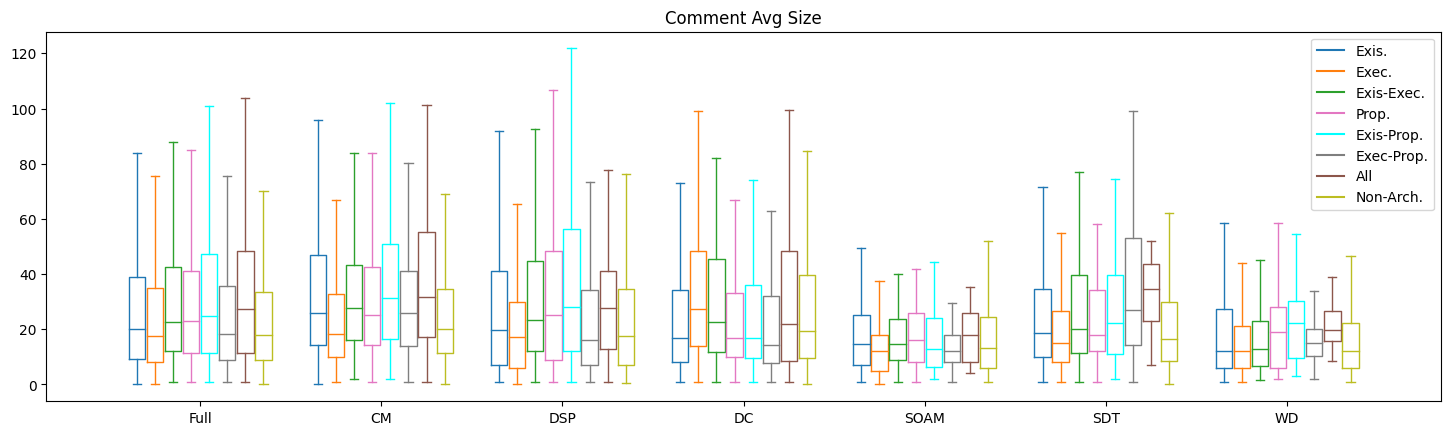 Comment Avg Size
120
100
80
60
40
20
0
Exis.
Exec.
Exis-Exec.
Prop.
Exis-Prop.
Exec-Prop.
All
Non-Arch.
Full CM DSP DC SOAM SDT WD